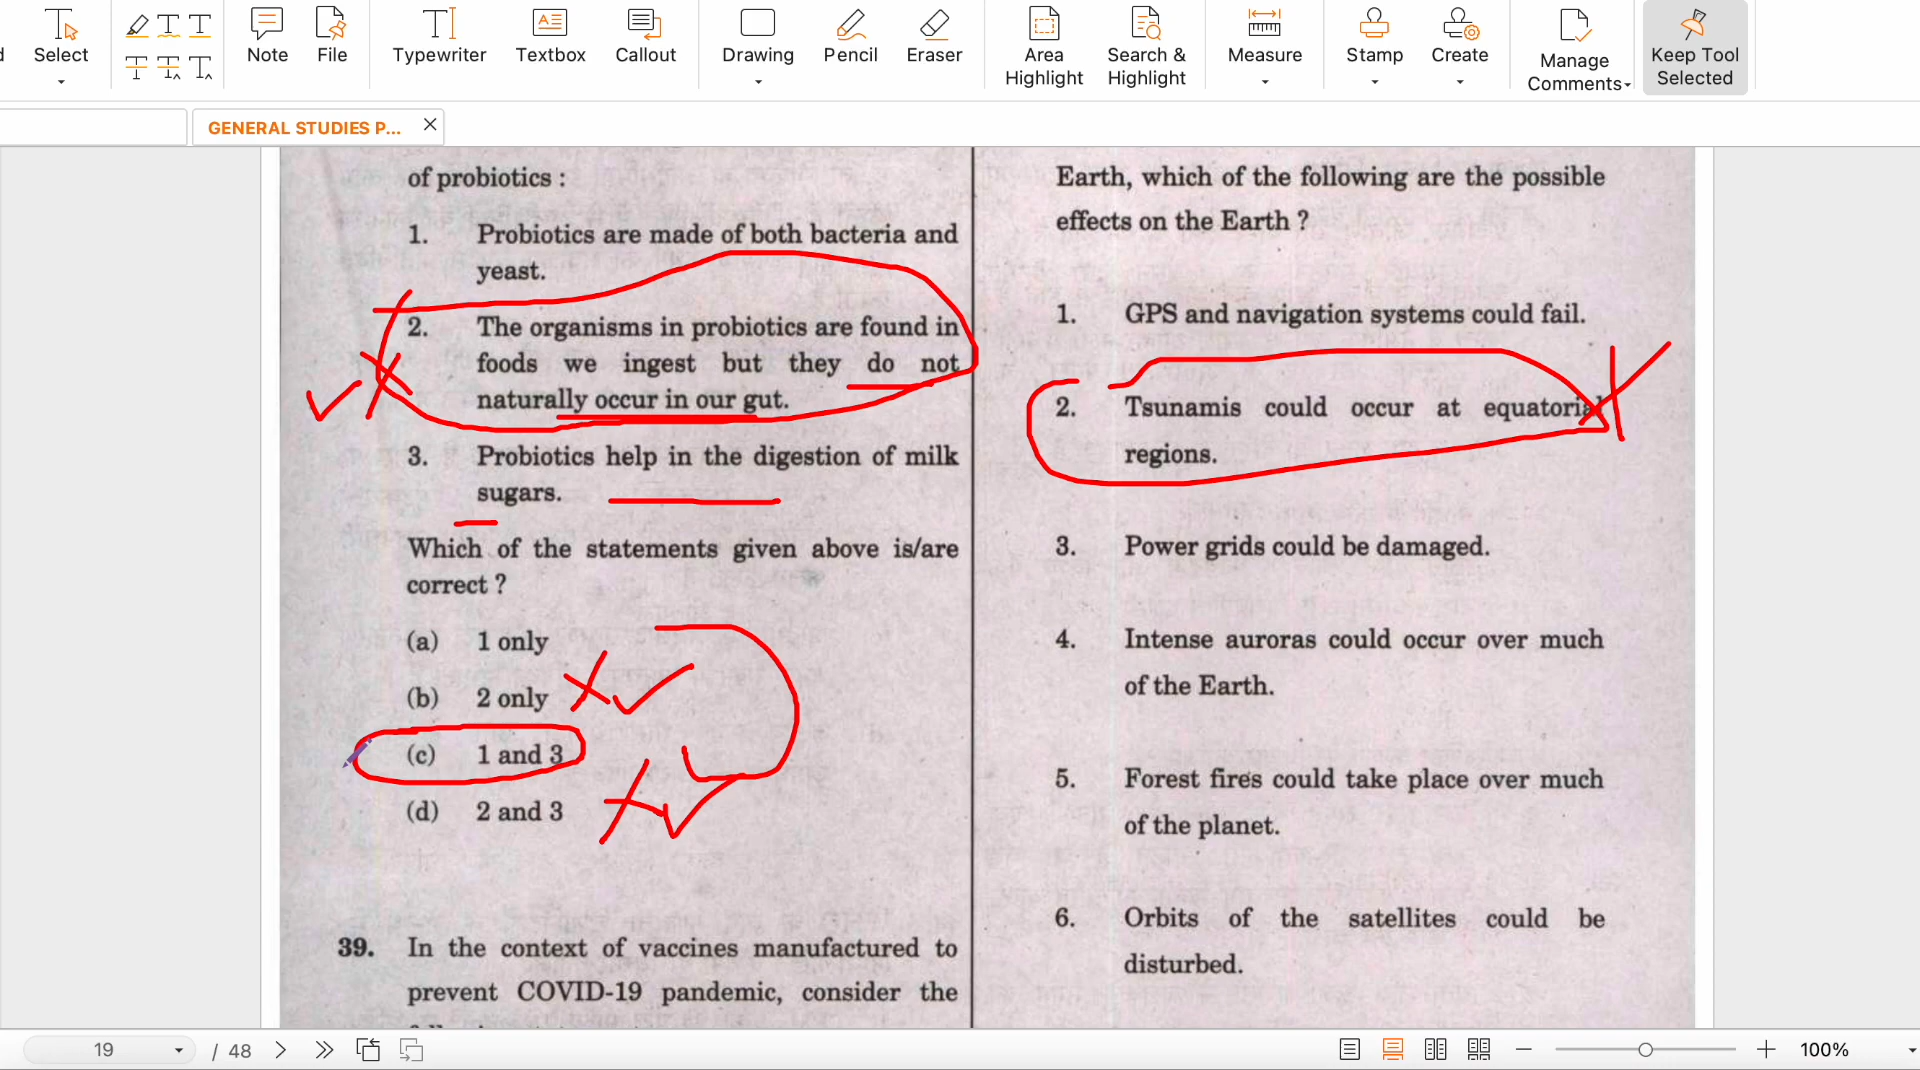 Select
Note
File
Typewriter
Textbox
Callout
Drawing
Pencil
Eraser
Area
Highlight
Search &
Highlight
Measure
Stamp
Create
Manage
Comments
Keep Tool
Selected
GENERAL STUDIES P...
of probiotics :
1. Probiotics are made of both bacteria and
yeast.
2. The organisms in probiotics are found in
foods we ingest but they do not
naturally occur in our gut.
3. Probiotics help in the digestion of milk
sugars.
Which of the statements given above is/are
correct ?
(a) 1 only
(b) 2 only
(c) 1 and 3
(d) 2 and 3
39. In the context of vaccines manufactured to
prevent COVID-19 pandemic, consider the
Earth, which of the following are the possible
effects on the Earth ?
1. GPS and navigation systems could fail.
2. Tsunamis could occur at equatorial
regions.
3. Power grids could be damaged.
4. Intense auroras could occur over much
of the Earth.
5. Forest fires could take place over much
of the planet.
6. Orbits of the satellites could be
disturbed.
19 / 48
100%